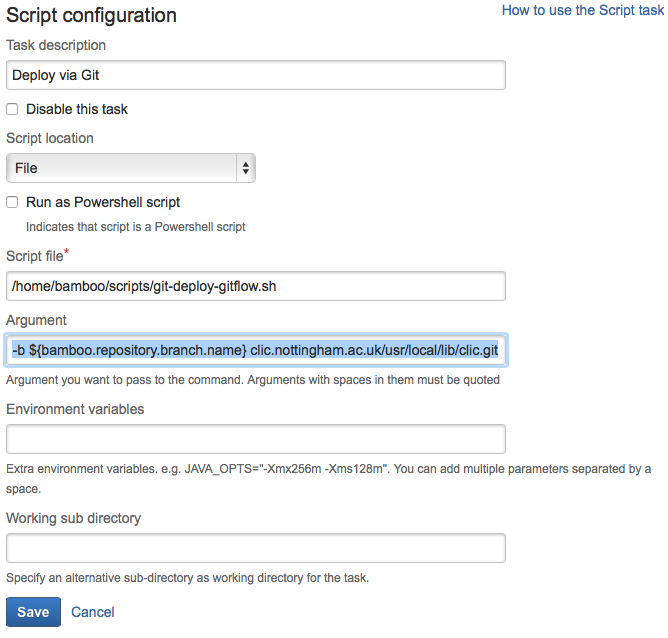 Script configuration
How to use the Script task
Task description
Deploy via Git
Disable this task
Script location
File
Run as Powershell script
Indicates that script is a Powershell script
Script file*
/home/bamboo/scripts/git-deploy-gitflow.sh
Argument
-b ${bamboo.repository.branch.name} clic.nottingham.ac.uk/usr/local/lib/clic.git
Argument you want to pass to the command. Arguments with spaces in them must be quoted
Environment variables
Extra environment variables. e.g. JAVA_OPTS="-Xmx256m -Xms128m". You can add multiple parameters separated by a
space.
Working sub directory
Specify an alternative sub-directory as working directory for the task.
Save Cancel